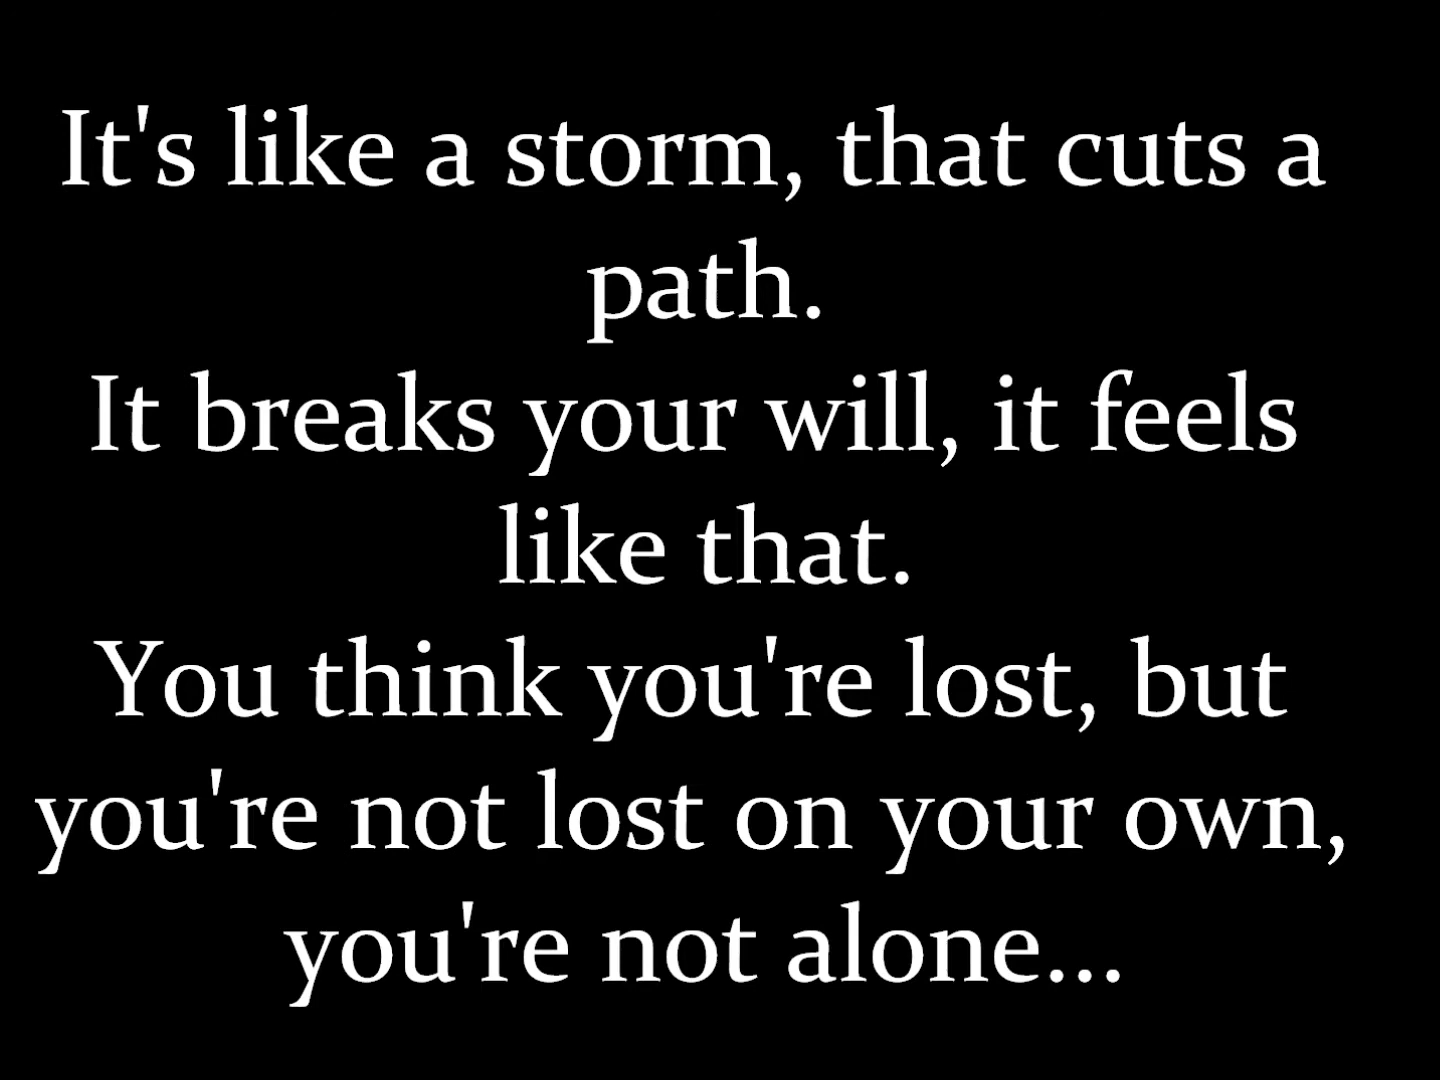 It's like a storm, that cuts a
path.
It breaks your will, it feels
like that.
You think you're lost, but
you're not lost on your own,
you're not alone...